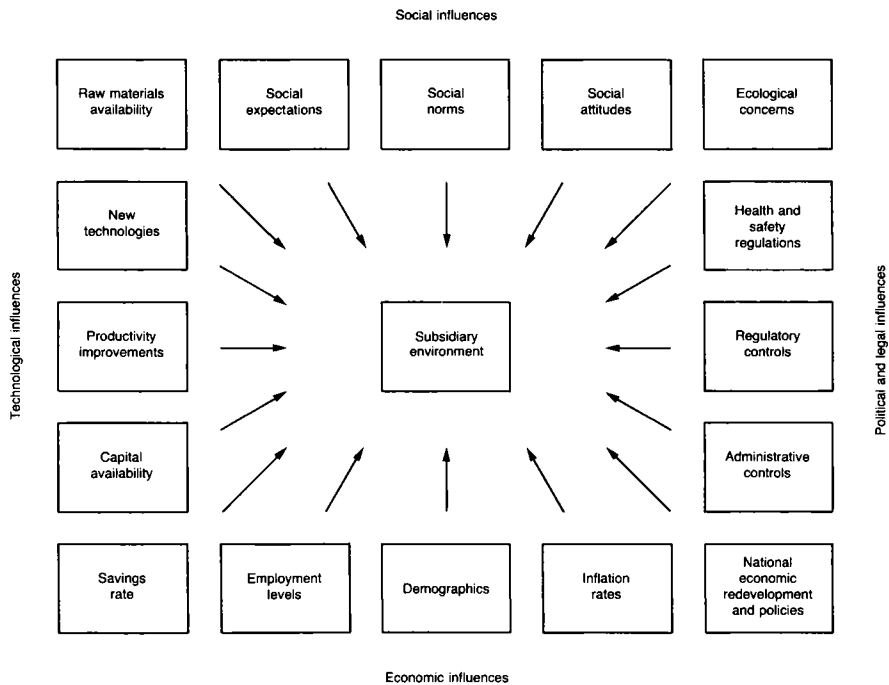 Social influences
Raw materials
availability
Social
expectations
Social
norms
Social
attitudes
Ecological
concerns
New
technologies
Health and
safety
regulations
Technological influences
Productivity
improvements
Subsidiary
environment
Regulatory
controls
Political and legal influences
Capital
availability
Administrative
controls
Savings
rate
Employment
levels
Demographics
Inflation
rates
National
economic
redevelopment
and policies
Economic influences